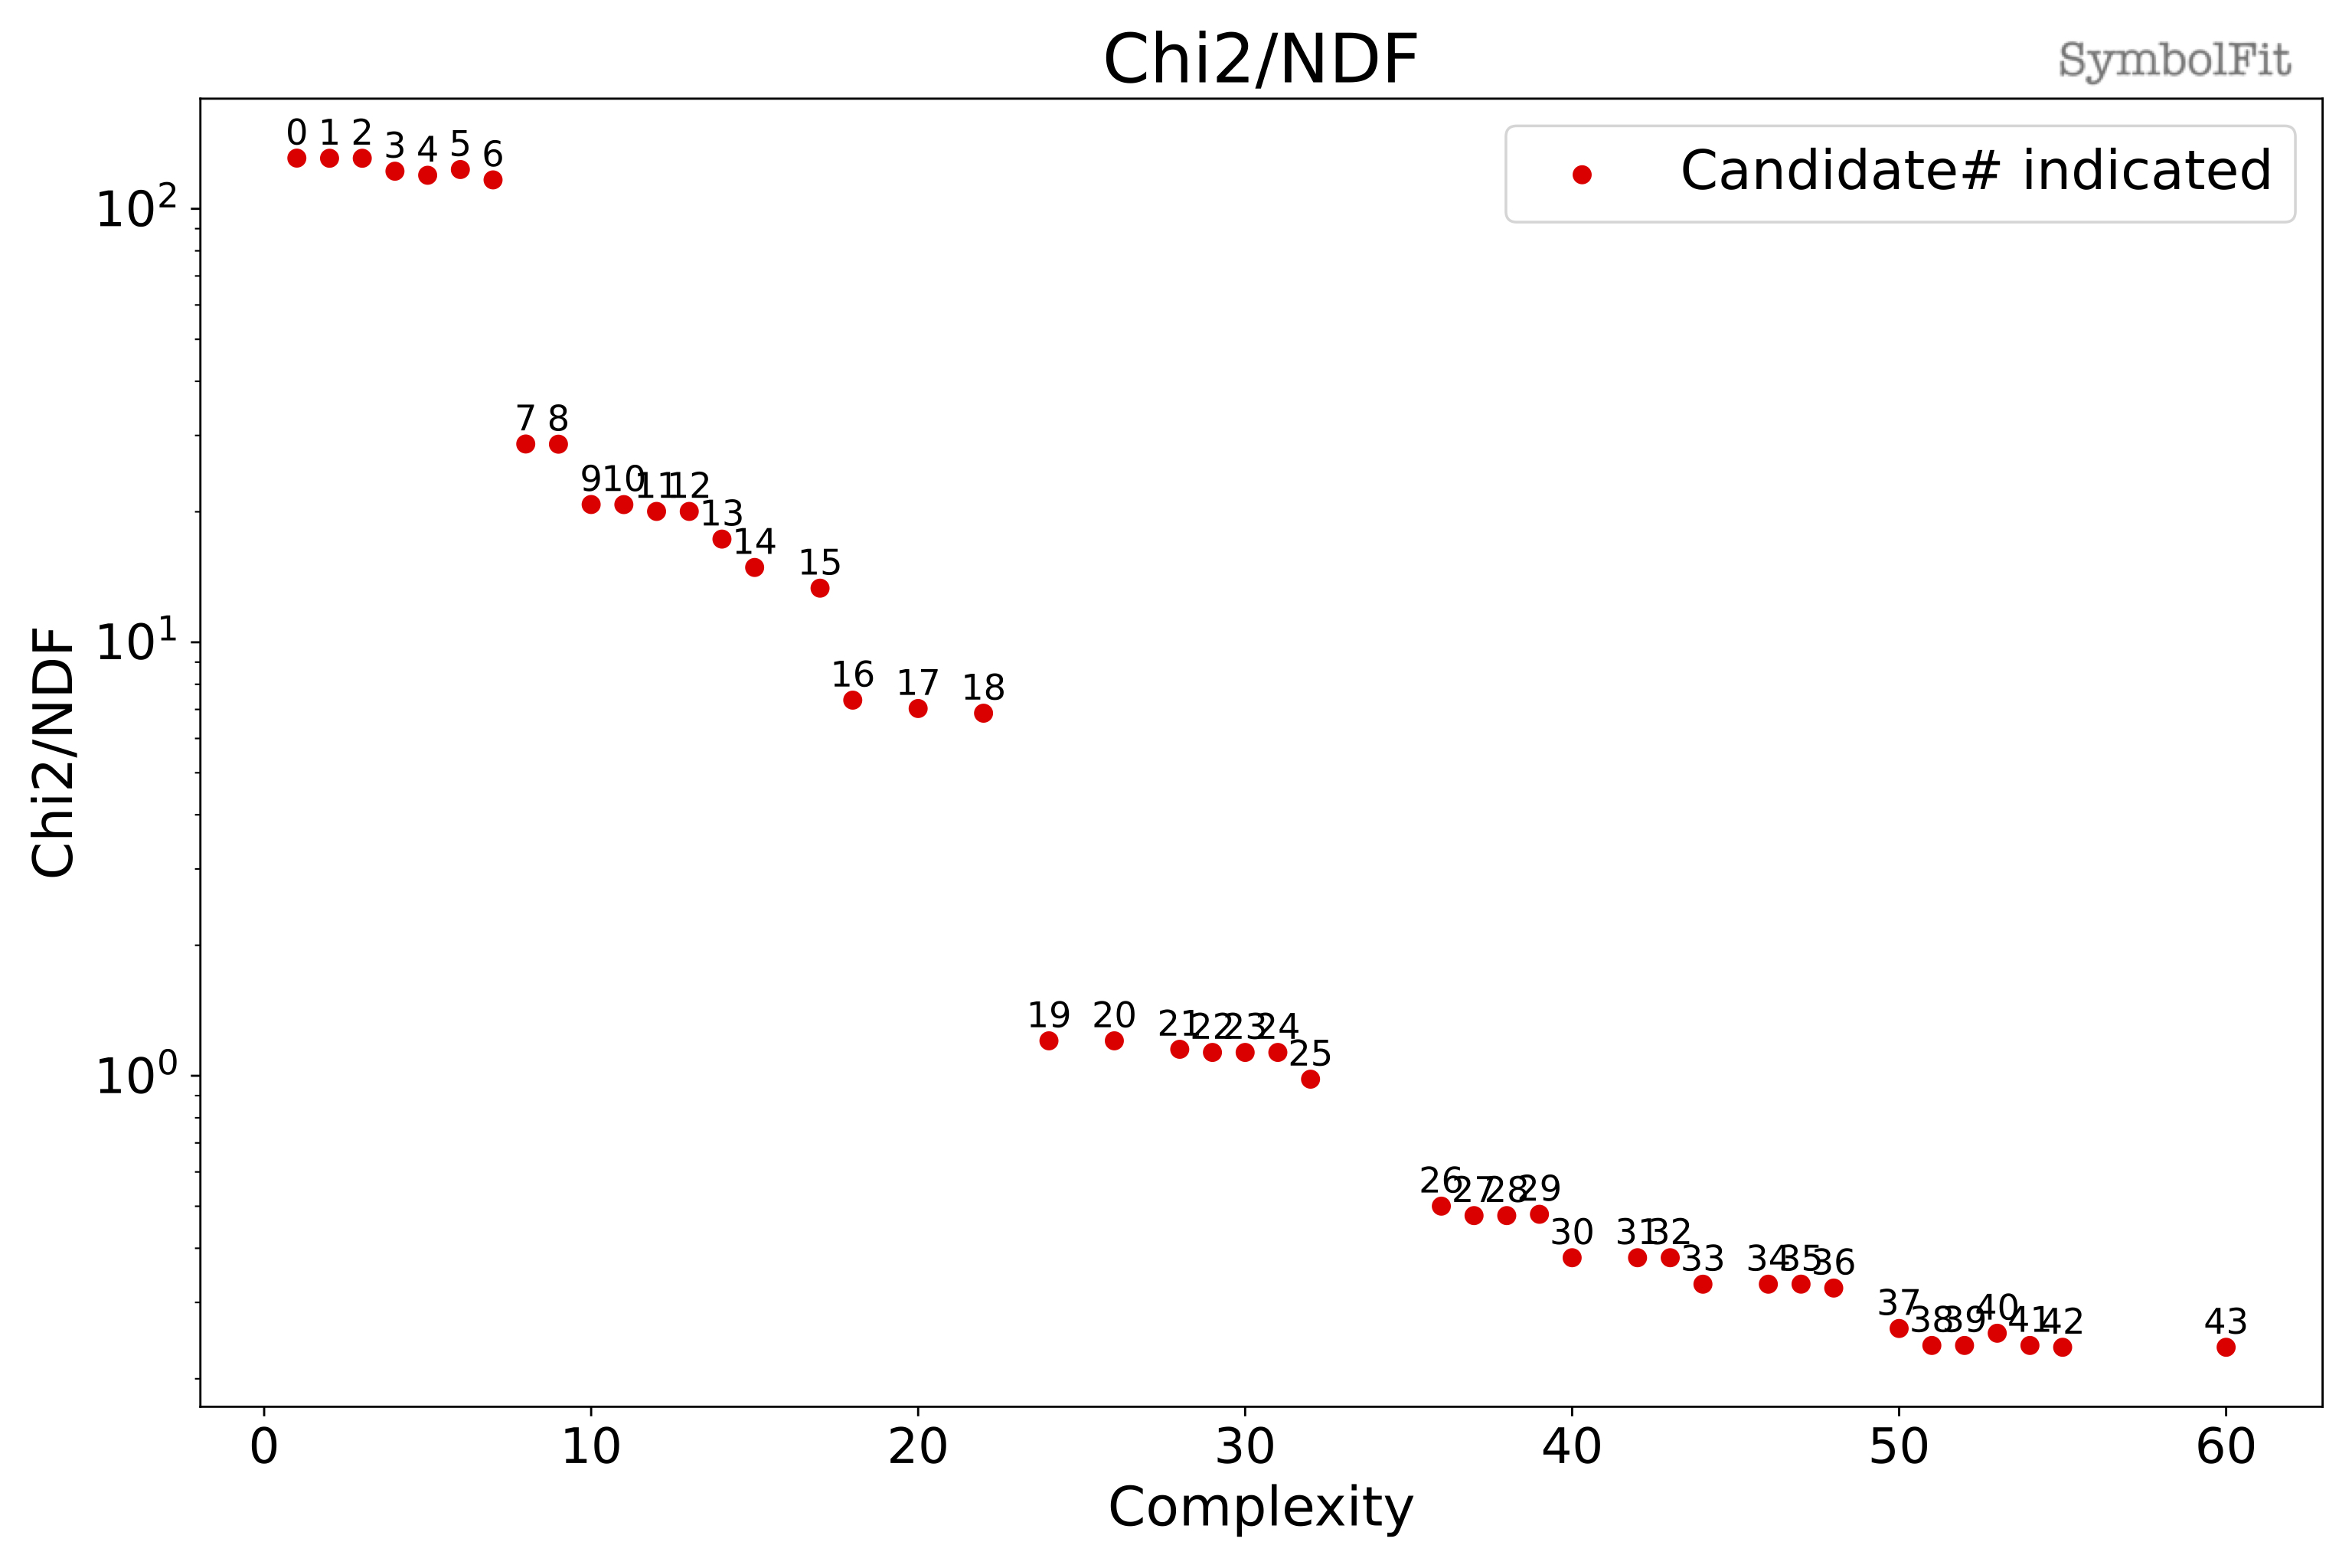 Chi2/NDF
SymbolFit
Candidate# indicated
0 1 2 3 4 5 6
10²
7 8
9 10 11 12
13
14
15
10¹
16 17 18
19 20 21 22 23 24
25
10⁰
26 27 28 29
30 31 32
33 34 35 36
37 38 39 40 41 42 43
Chi2/NDF
0 10 20 30 40 50 60
Complexity